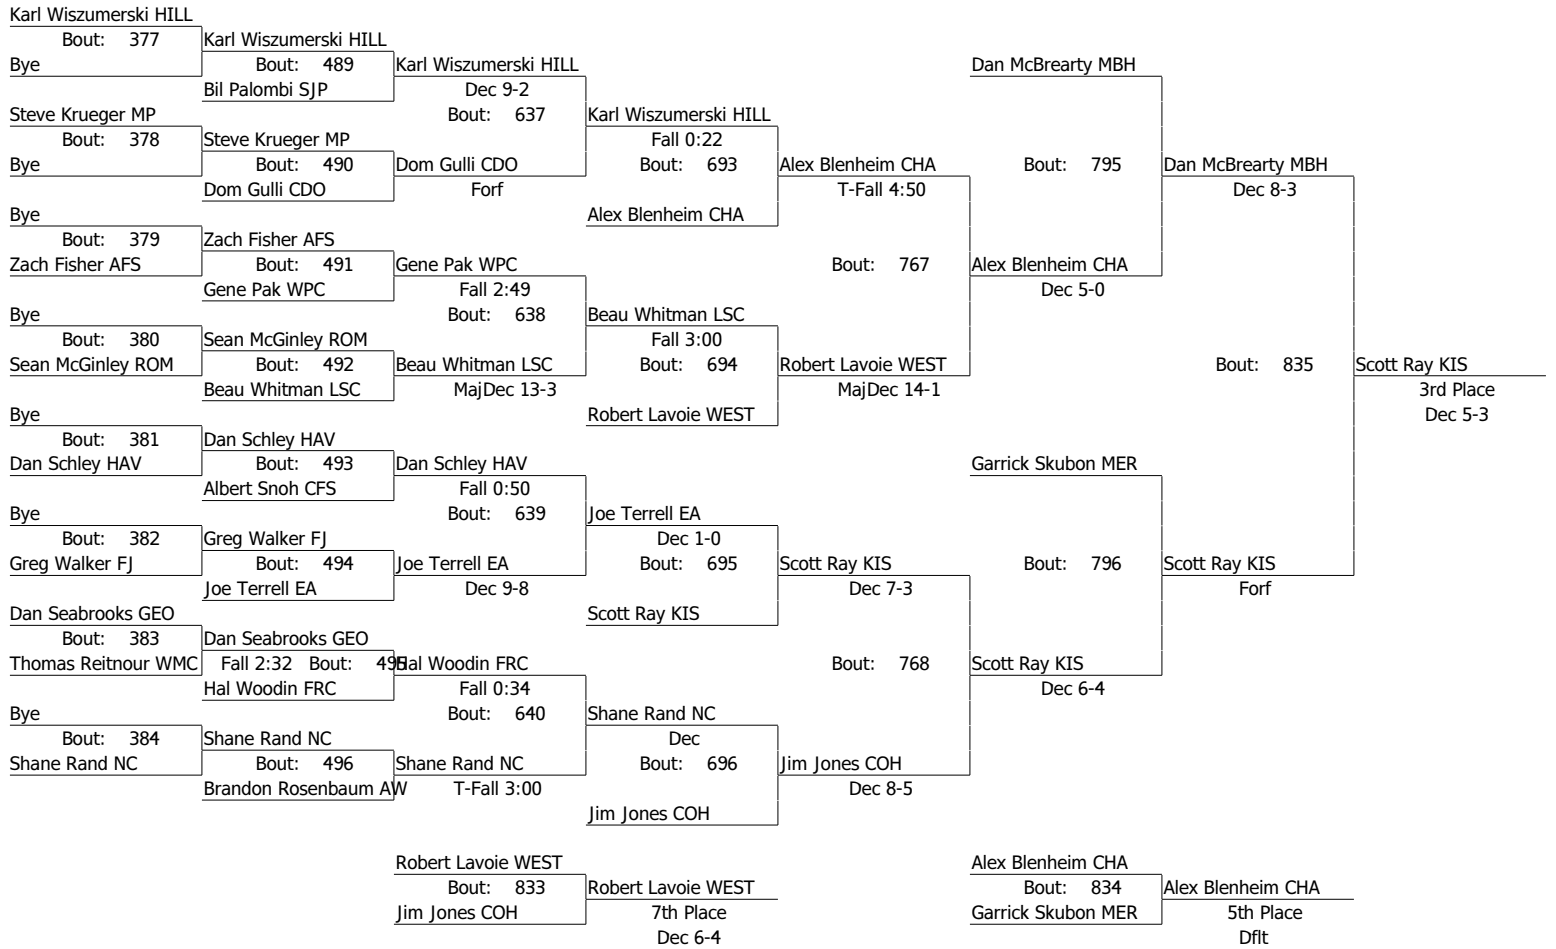 Karl Wiszumerski HILL
Bout: 377 Karl Wiszumerski HILL
Bye Bout: 489 Karl Wiszumerski HILL Dan McBrearty MBH
Bil Palombi SJP Dec 9-2
Steve Krueger MP Bout: 637 Karl Wiszumerski HILL
Bout: 378 Steve Krueger MP Fall 0:22
Bye Bout: 490 Dom Gulli CDO Bout: 693 Alex Blenheim CHA Bout: 795 Dan McBrearty MBH
Dom Gulli CDO Forf T-Fall 4:50 Dec 8-3
Bye Alex Blenheim CHA
Bout: 379 Zach Fisher AFS
Zach Fisher AFS Bout: 491 Gene Pak WPC Bout: 767 Alex Blenheim CHA
Gene Pak WPC Fall 2:49 Dec 5-0
Bye Bout: 638 Beau Whitman LSC
Bout: 380 Sean McGinley ROM Fall 3:00
Sean McGinley ROM Bout: 492 Beau Whitman LSC Bout: 694 Robert Lavoie WEST Bout: 835 Scott Ray KIS
Beau Whitman LSC MajDec 13-3 MajDec 14-1 3rd Place
Bye Robert Lavoie WEST Dec 5-3
Bout: 381 Dan Schley HAV
Dan Schley HAV Bout: 493 Dan Schley HAV Garrick Skubon MER
Albert Snoh CFS Fall 0:50
Bye Bout: 639 Joe Terrell EA
Bout: 382 Greg Walker FJ Dec 1-0
Greg Walker FJ Bout: 494 Joe Terrell EA Bout: 695 Scott Ray KIS Bout: 796 Scott Ray KIS
Joe Terrell EA Dec 9-8 Dec 7-3 Forf
Dan Seabrooks GEO Scott Ray KIS
Bout: 383 Dan Seabrooks GEO
Thomas Reitnour WMC Fall 2:32 Bout: 495 Hal Woodin FRC Bout: 768 Scott Ray KIS
Hal Woodin FRC Fall 0:34 Dec 6-4
Bye Bout: 640 Shane Rand NC
Bout: 384 Shane Rand NC Dec
Shane Rand NC Bout: 496 Shane Rand NC Bout: 696 Jim Jones COH
Brandon Rosenbaum AW T-Fall 3:00 Dec 8-5
Jim Jones COH
Robert Lavoie WEST Alex Blenheim CHA
Bout: 833 Robert Lavoie WEST Bout: 834 Alex Blenheim CHA
Jim Jones COH 7th Place Garrick Skubon MER 5th Place
Dec 6-4 Dflt